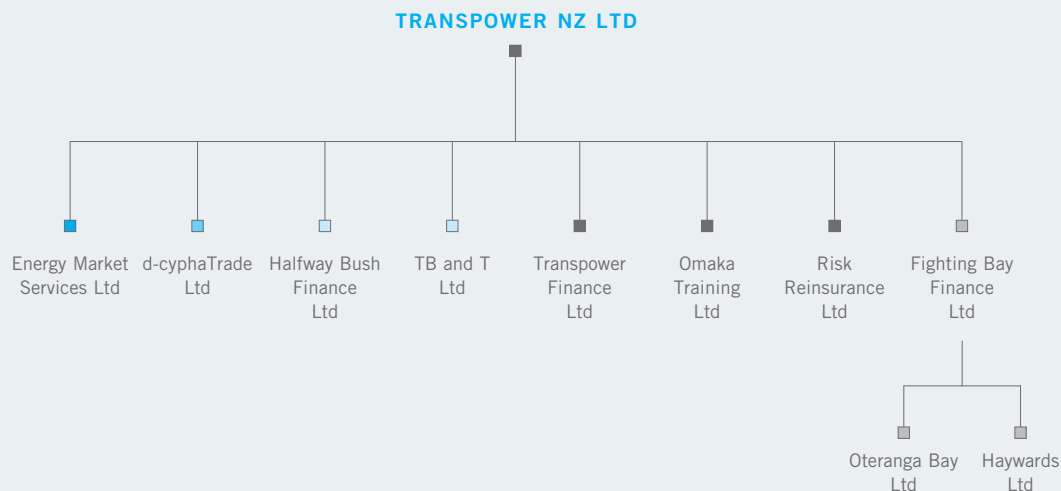 TRANSPOWER NZ LTD
Energy Market
Services Ltd
d-cyphaTrade
Ltd
Halfway Bush
Finance
Ltd
TB and T
Ltd
Transpower
Finance
Ltd
Omaka
Training
Ltd
Risk
Reinsurance
Ltd
Fighting Bay
Finance
Ltd
Oteranga Bay
Ltd
Haywards
Ltd